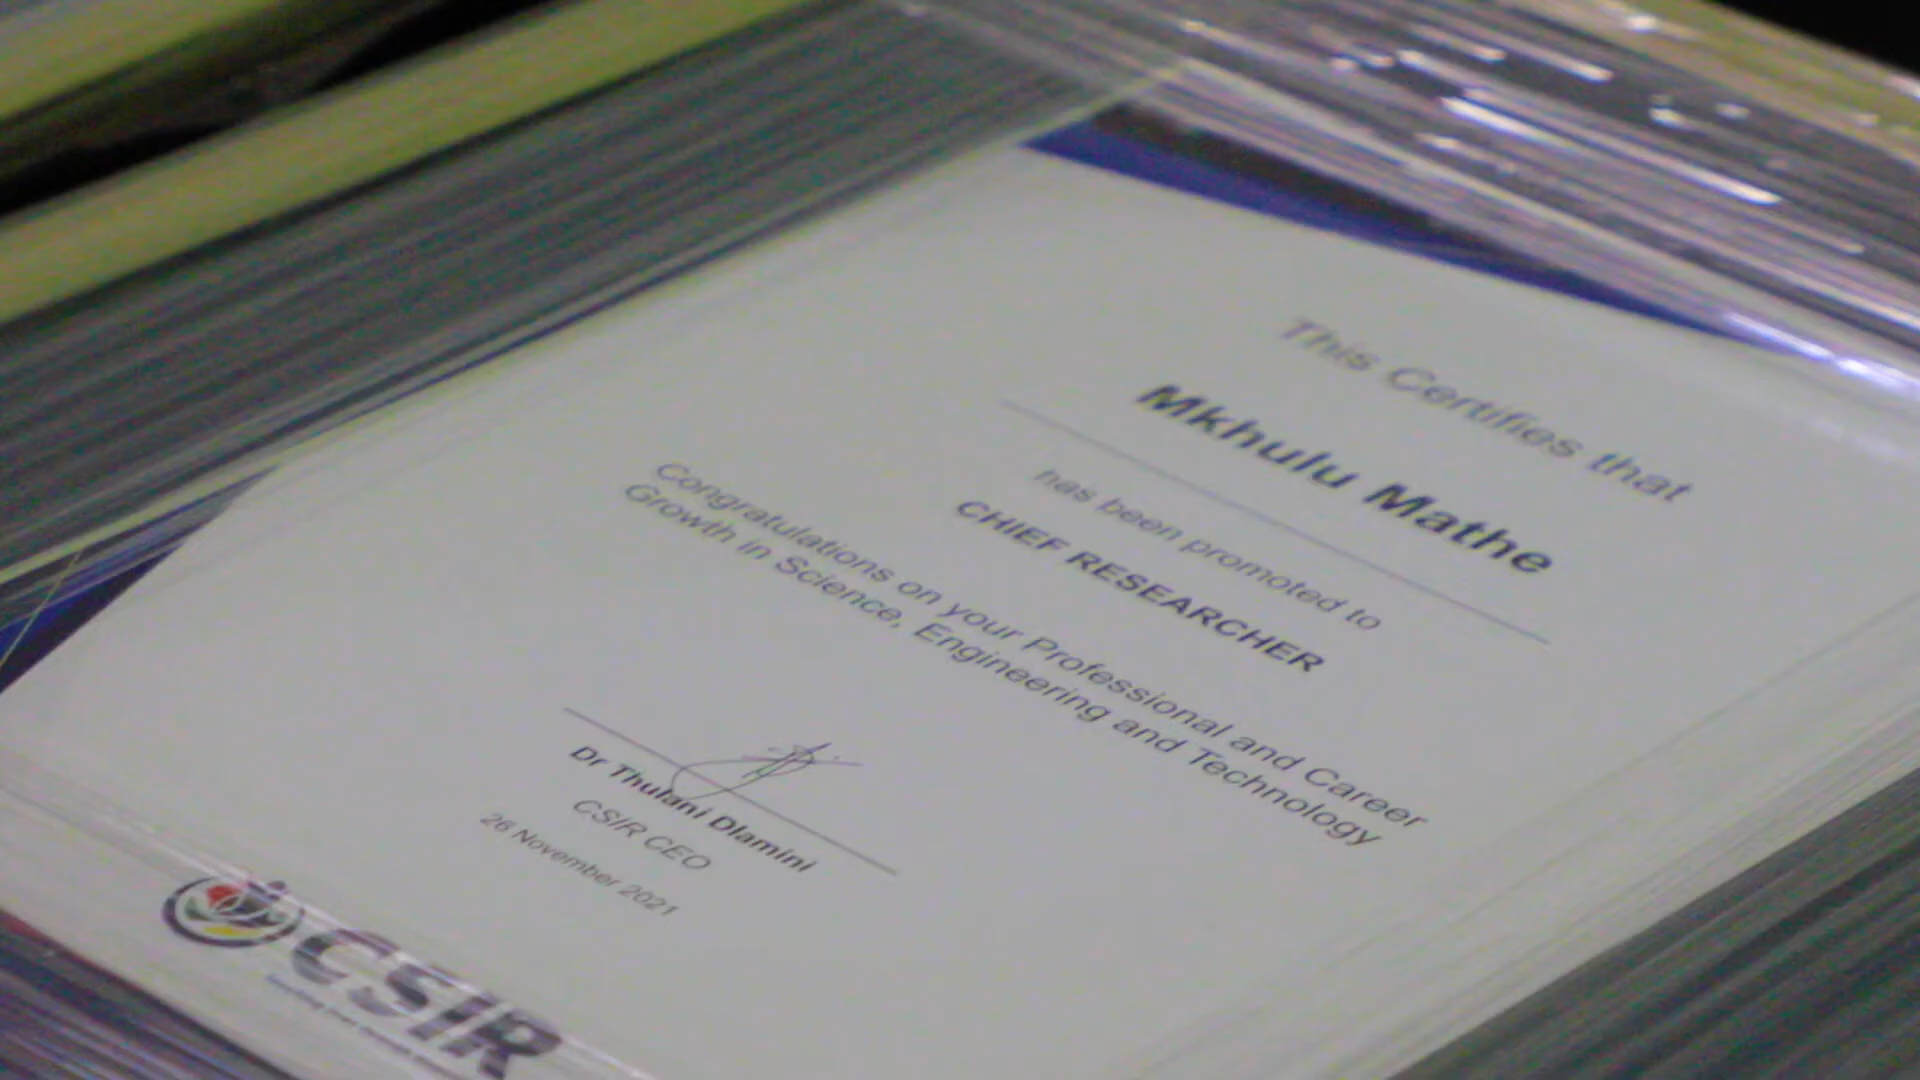 This Certifies that
Mkhulu Mathe
has been promoted to
CHIEF RESEARCHER
Congratulations on your Professional and Career
Growth in Science, Engineering and Technology
Dr Thulani Dlamini
CSIR CEO
26 November 2021
CSIR